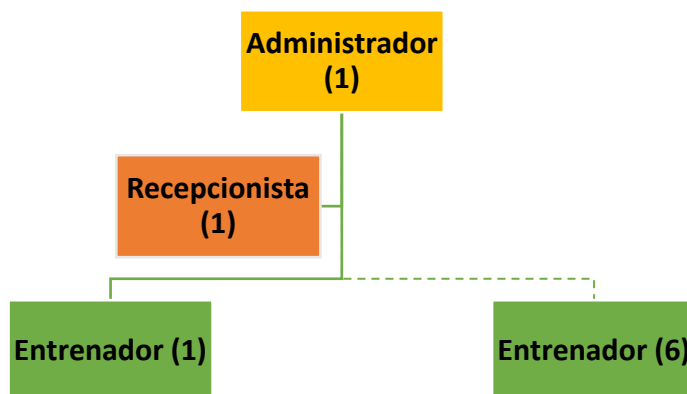 Administrador
(1)
Recepcionista
(1)
Entrenador (1)
Entrenador (6)